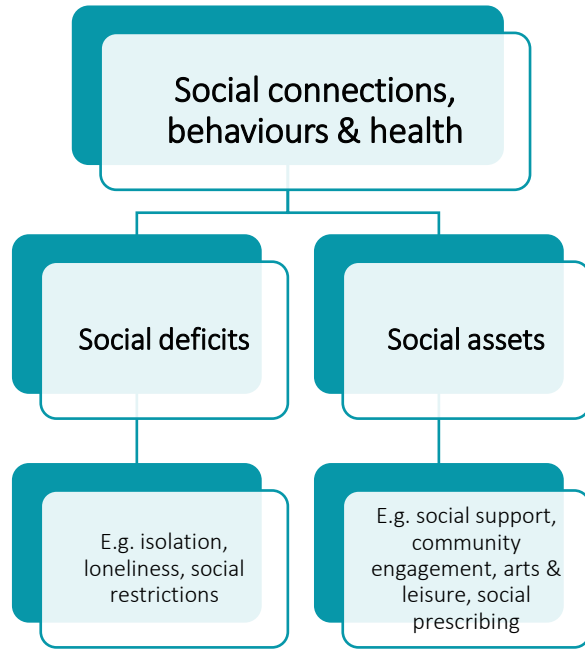 Social connections,
behaviours & health
Social deficits
Social assets
E.g. isolation,
loneliness, social
restrictions
E.g. social support,
community
engagement, arts &
leisure, social
prescribing